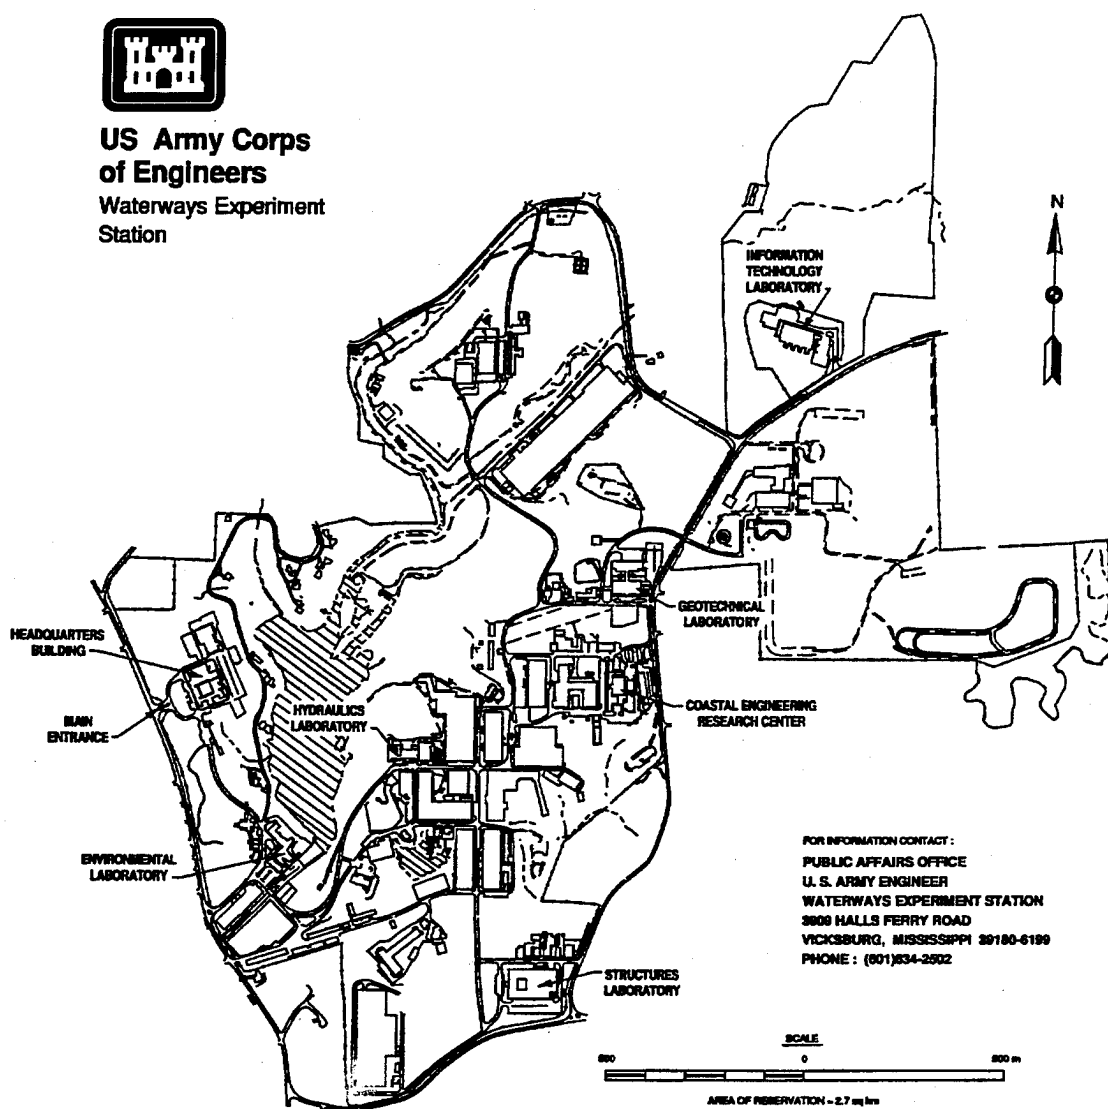 US Army Corps
of Engineers
Waterways Experiment
Station
N
INFORMATION
TECHNOLOGY
LABORATORY
GEOTECHNICAL
LABORATORY
HEADQUARTERS
BUILDING
MAIN
ENTRANCE
HYDRAULICS
LABORATORY
COASTAL ENGINEERING
RESEARCH CENTER
ENVIRONMENTAL
LABORATORY
STRUCTURES
LABORATORY
FOR INFORMATION CONTACT :
PUBLIC AFFAIRS OFFICE
U. S. ARMY ENGINEER
WATERWAYS EXPERIMENT STATION
3909 HALLS FERRY ROAD
VICKSBURG, MISSISSIPPI 39180-6199
PHONE : (601)634-2502
SCALE
500 0 500 m
AREA OF RESERVATION - 2.7 sq km